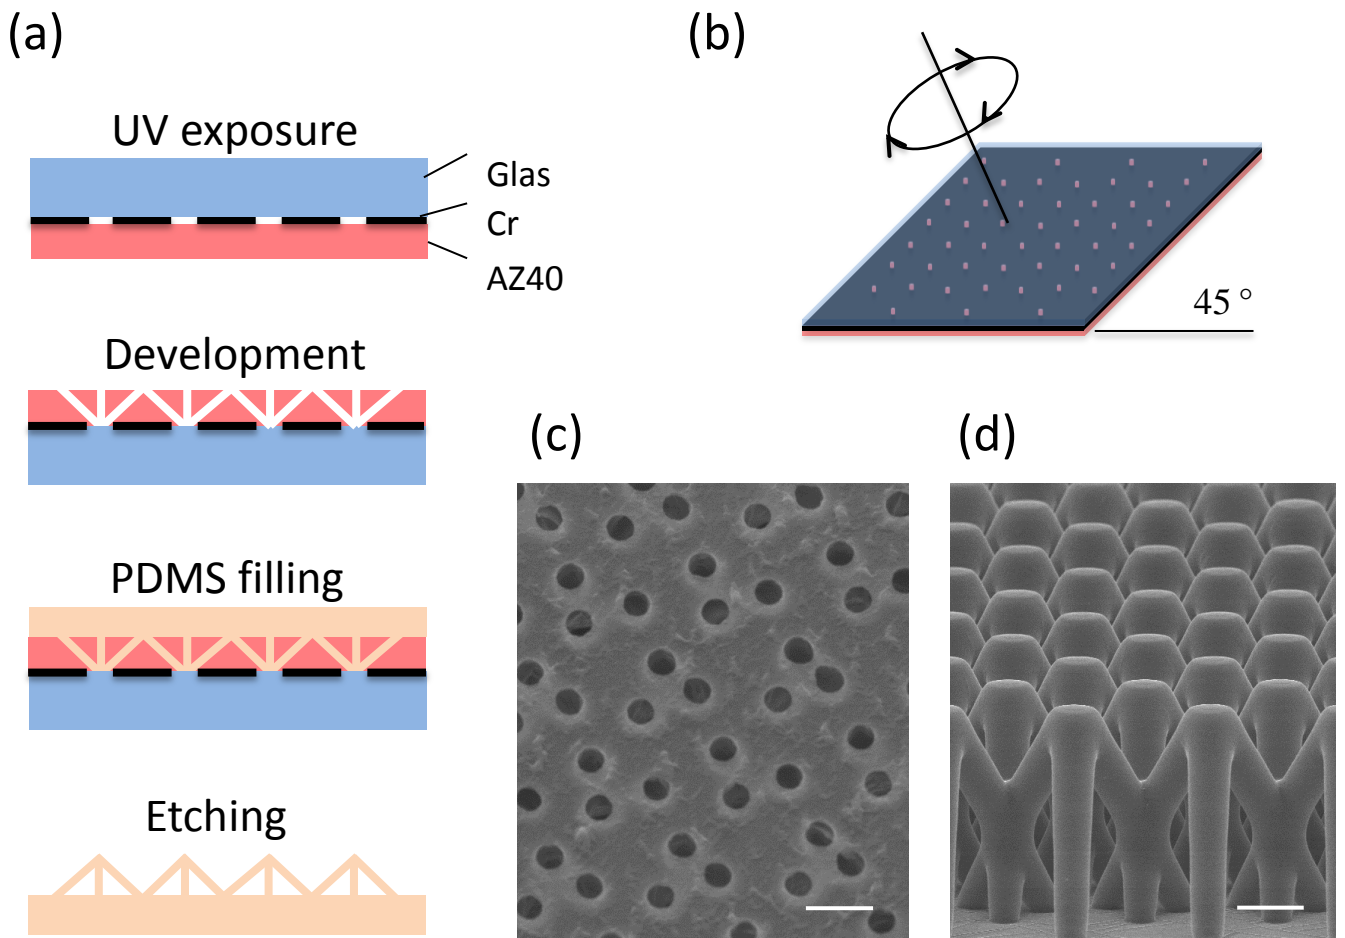 (a)
UV exposure
Glas
Cr
AZ40
Development
PDMS filling
Etching
(b)
45 °
(c)
(d)